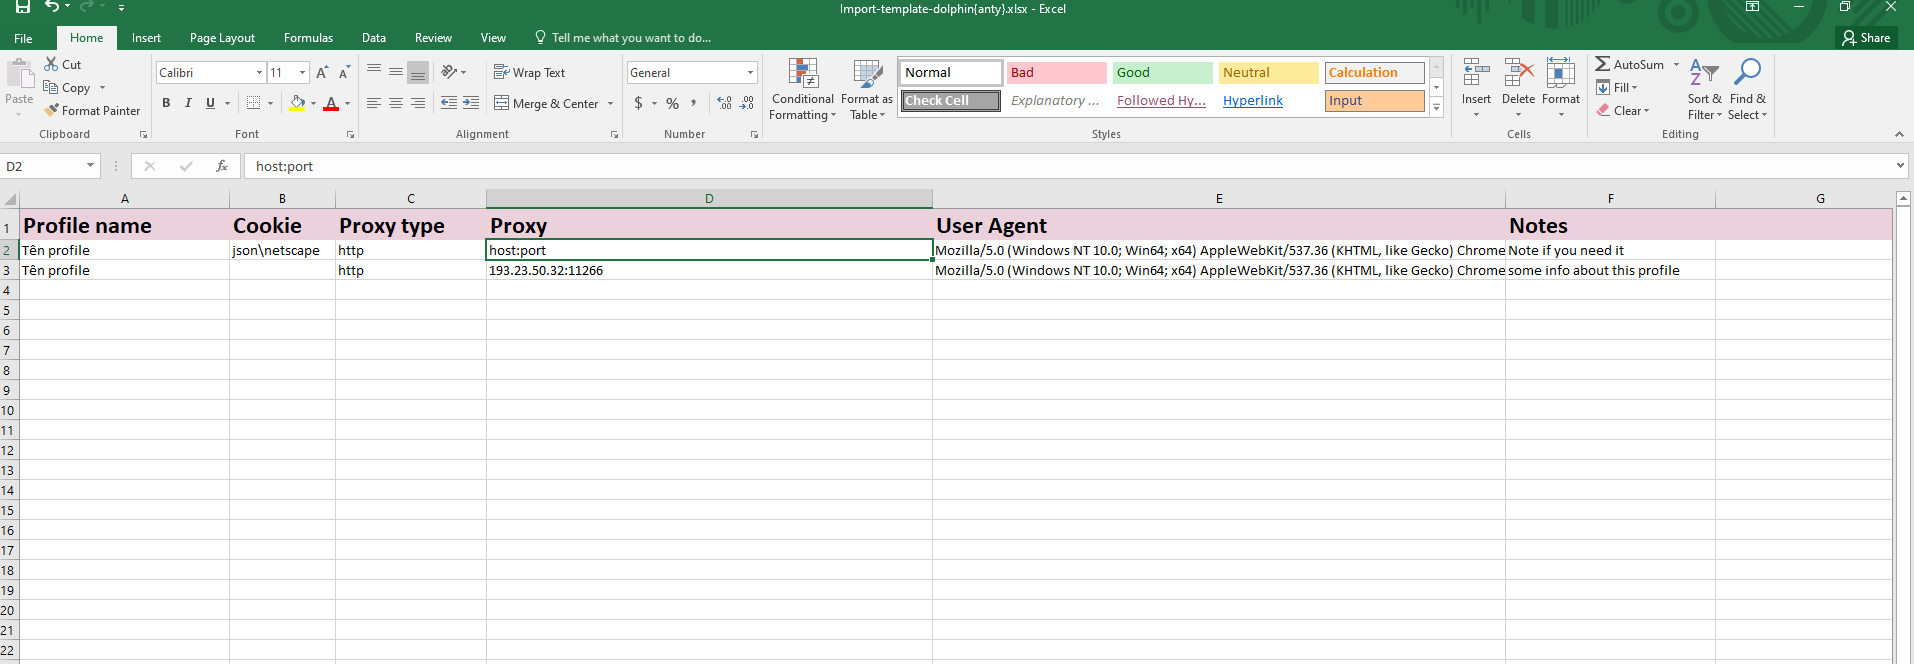 Import-template-dolphin{anty}.xlsx - Excel
File Home Insert Page Layout Formulas Data Review View Tell me what you want to do... Share
Cut
Copy
Format Painter
Paste
Clipboard
Calibri 11
B I U
Font
Wrap Text
Merge & Center
Alignment
General
$ % , .00
Number
Conditional Formatting
Format as Table
Normal Bad Good Neutral Calculation
Check Cell Explanatory ... Followed Hy... Hyperlink Input
Styles
Insert Delete Format
Cells
AutoSum
Fill
Clear
Sort & Filter
Find & Select
Editing
D2 fx host:port
A B C D E F G
1 Profile name Cookie Proxy type Proxy User Agent Notes
2 Tên profile json\netscape http host:port Mozilla/5.0 (Windows NT 10.0; Win64; x64) AppleWebKit/537.36 (KHTML, like Gecko) Chrome Note if you need it
3 Tên profile http 193.23.50.32:11266 Mozilla/5.0 (Windows NT 10.0; Win64; x64) AppleWebKit/537.36 (KHTML, like Gecko) Chrome some info about this profile
4
5
6
7
8
9
10
11
12
13
14
15
16
17
18
19
20
21
22